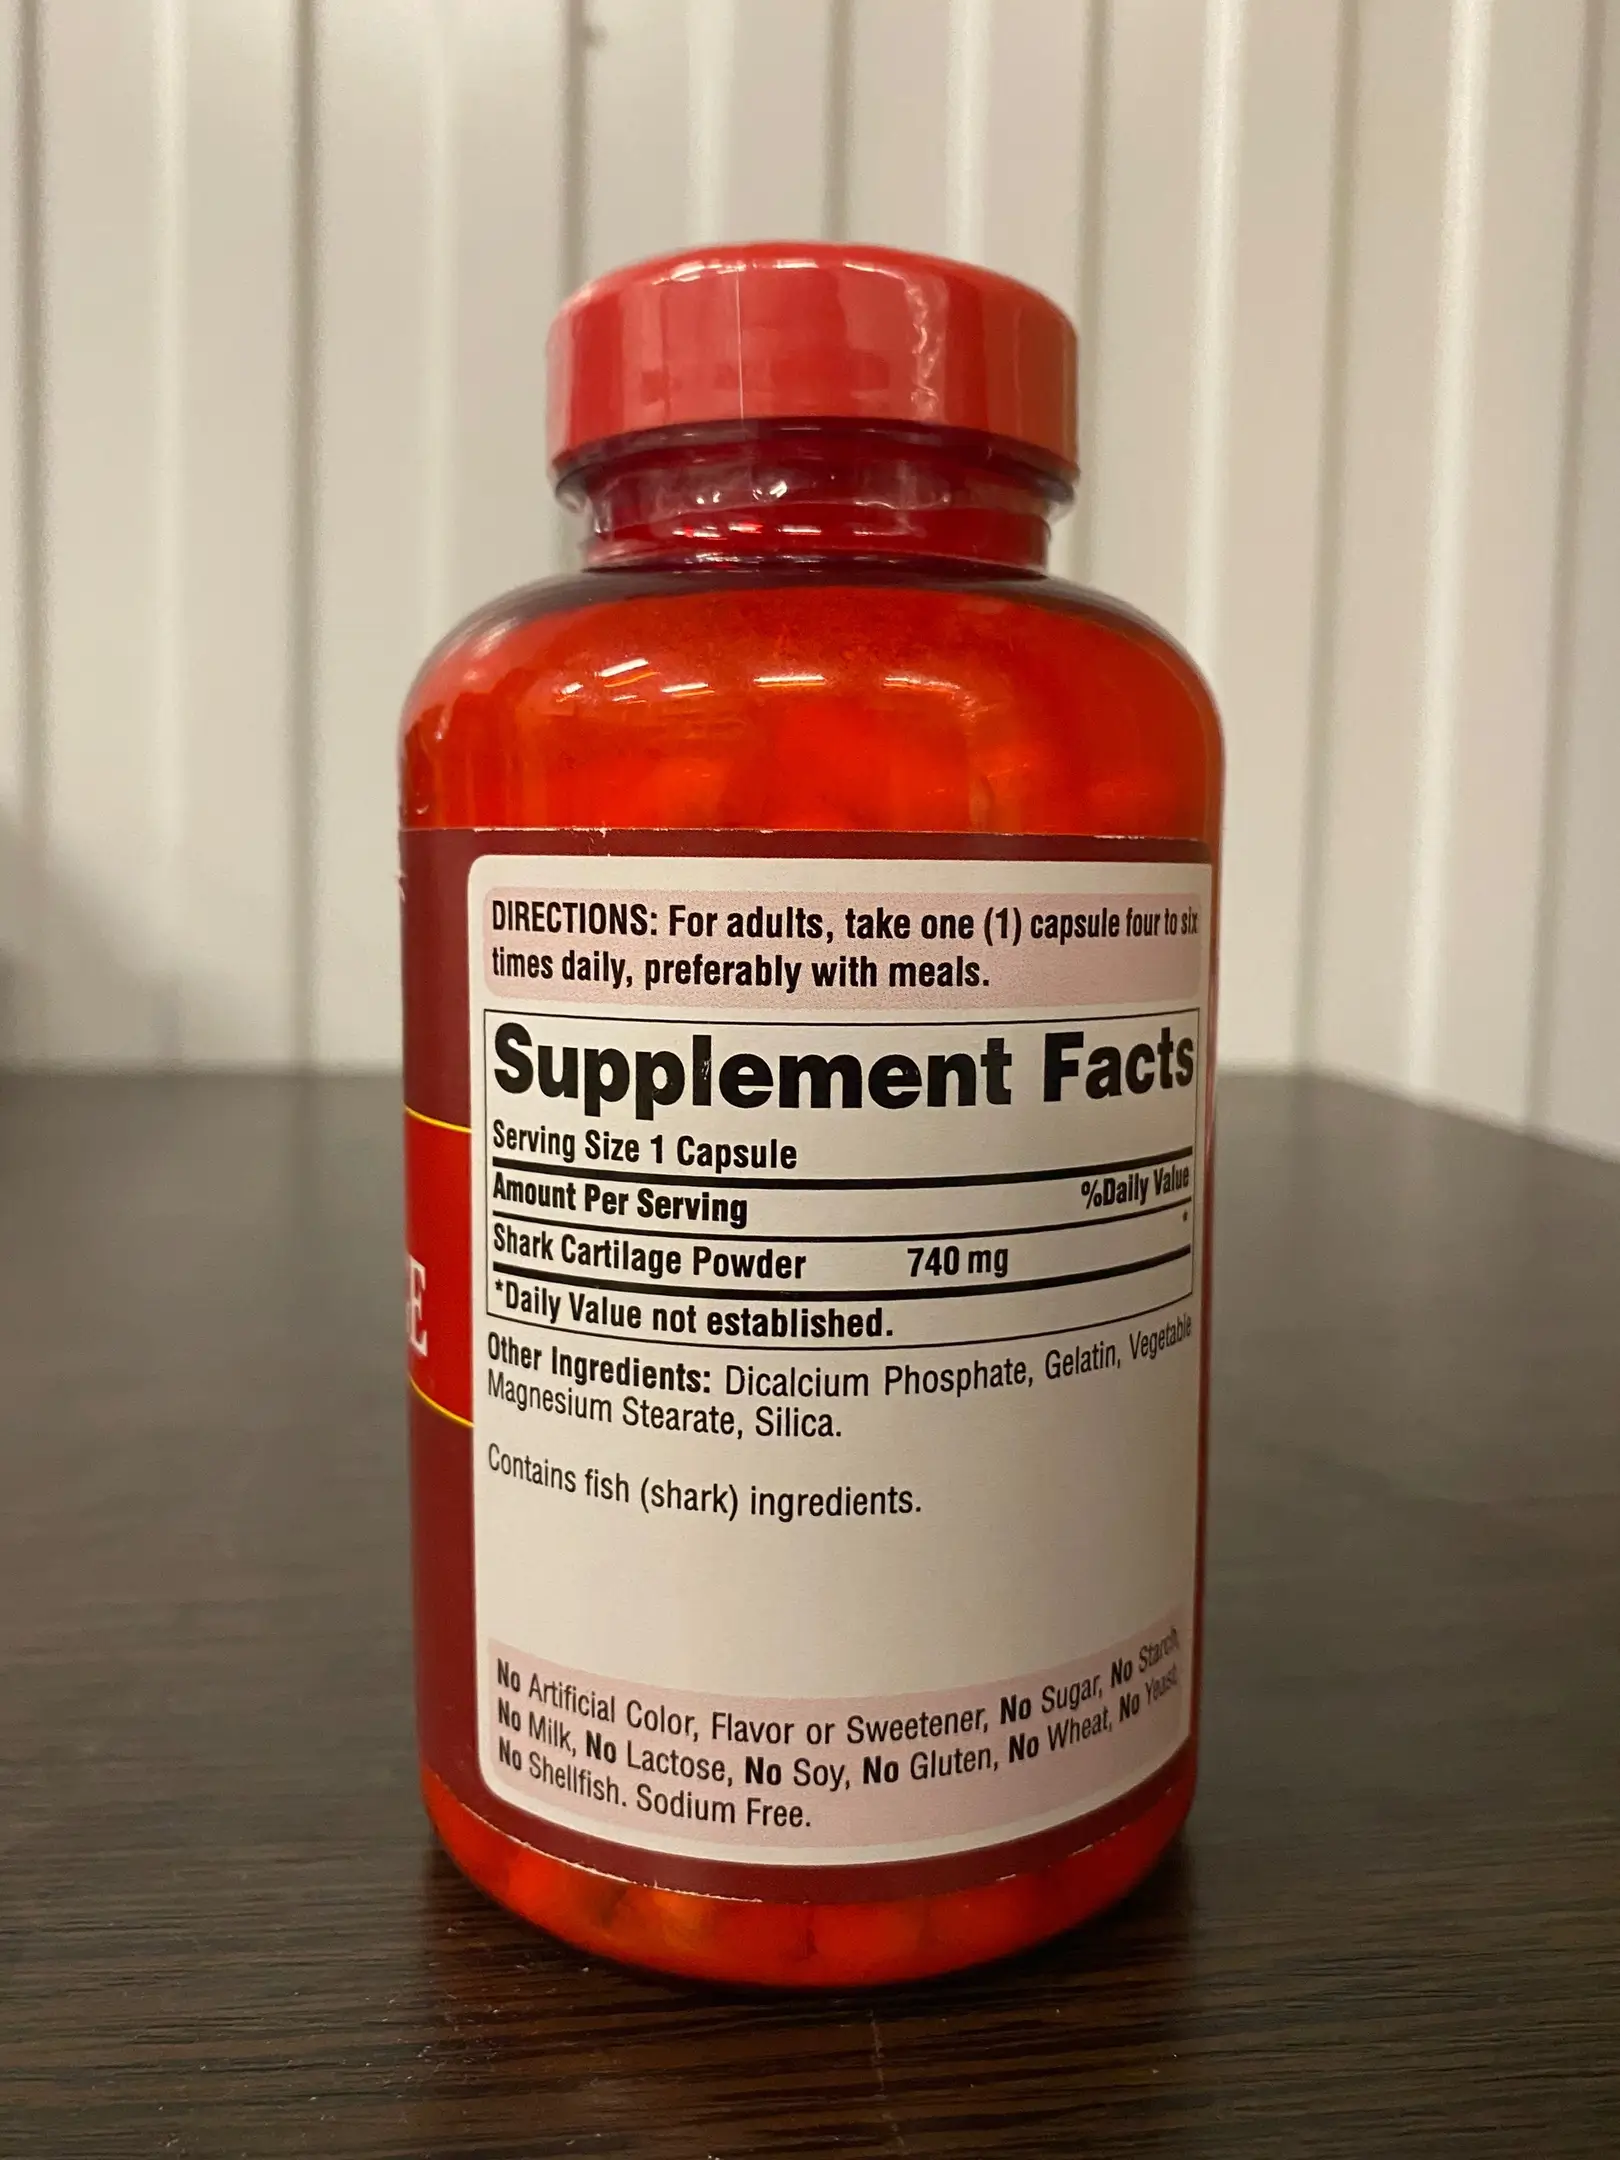 DIRECTIONS: For adults, take one (1) capsule four to six
times daily, preferably with meals.
Supplement Facts
Serving Size 1 Capsule
Amount Per Serving %Daily Value
Shark Cartilage Powder 740 mg *
*Daily Value not established.
Other Ingredients: Dicalcium Phosphate, Gelatin, Vegetable
Magnesium Stearate, Silica.
Contains fish (shark) ingredients.
No Artificial Color, Flavor or Sweetener, No Sugar, No Starch,
No Milk, No Lactose, No Soy, No Gluten, No Wheat, No Yeast,
No Shellfish. Sodium Free.